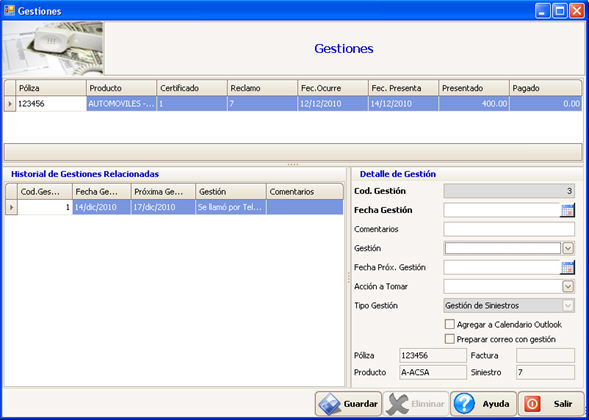 Gestiones
Gestiones
Póliza Producto Certificado Reclamo Fec.Ocurre Fec. Presenta Presentado Pagado
123456 AUTOMOVILES -... 1 7 12/12/2010 14/12/2010 400.00 0.00
Historial de Gestiones Relacionadas
Cod.Ges... Fecha Ge... Próxima Ge... Gestión Comentarios
1 14/dic/2010 17/dic/2010 Se llamó por Tel...
Detalle de Gestión
Cod. Gestión 3
Fecha Gestión
Comentarios
Gestión
Fecha Próx. Gestión
Acción a Tomar
Tipo Gestión Gestión de Siniestros
Agregar a Calendario Outlook
Preparar correo con gestión
Póliza 123456 Factura
Producto A-ACSA Siniestro 7
Guardar Eliminar Ayuda Salir